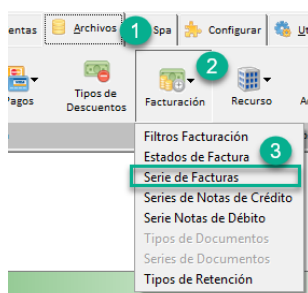 entas Archivos 1 Spa Configurar
2
Pagos Tipos de Descuentos Facturación Recurso
Filtros Facturación
Estados de Factura 3
Serie de Facturas
Series de Notas de Crédito
Serie Notas de Débito
Tipos de Documentos
Series de Documentos
Tipos de Retención